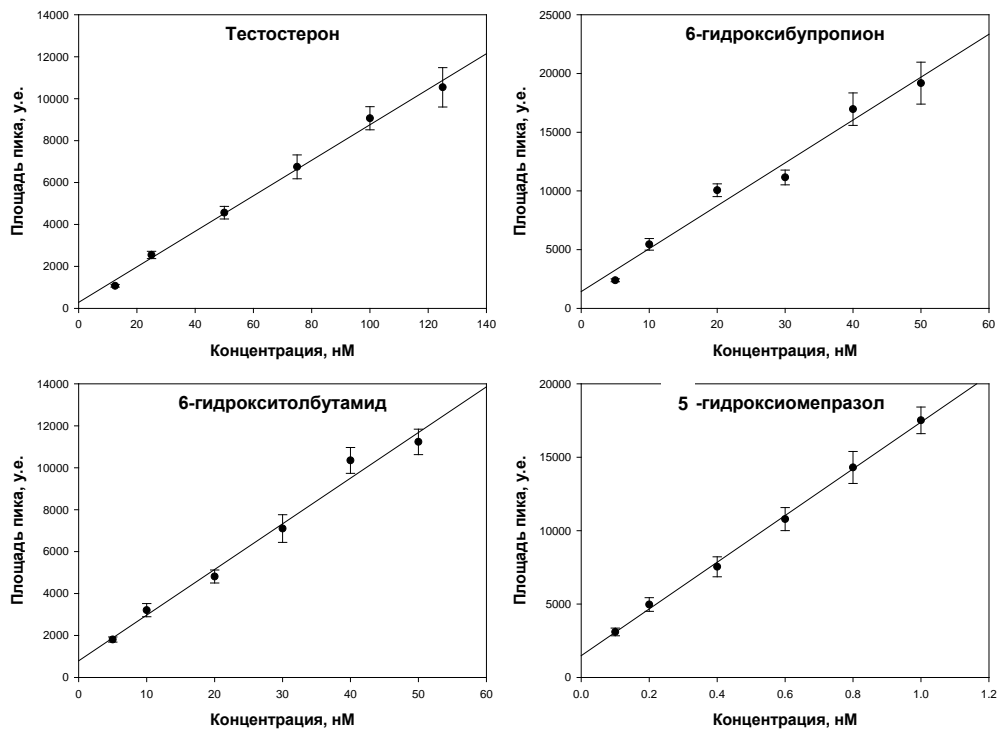 Тестостерон
Площадь пика, у.е.
14000
12000
10000
8000
6000
4000
2000
0
0 20 40 60 80 100 120 140
Концентрация, нМ
6-гидроксибупропион
Площадь пика, у.е.
25000
20000
15000
10000
5000
0
0 10 20 30 40 50 60
Концентрация, нМ
6-гидрокситолбутамид
Площадь пика, у.е.
14000
12000
10000
8000
6000
4000
2000
0
0 10 20 30 40 50 60
Концентрация, нМ
5 -гидроксиомепразол
Площадь пика, у.е.
20000
15000
10000
5000
0
0.0 0.2 0.4 0.6 0.8 1.0 1.2
Концентрация, нМ